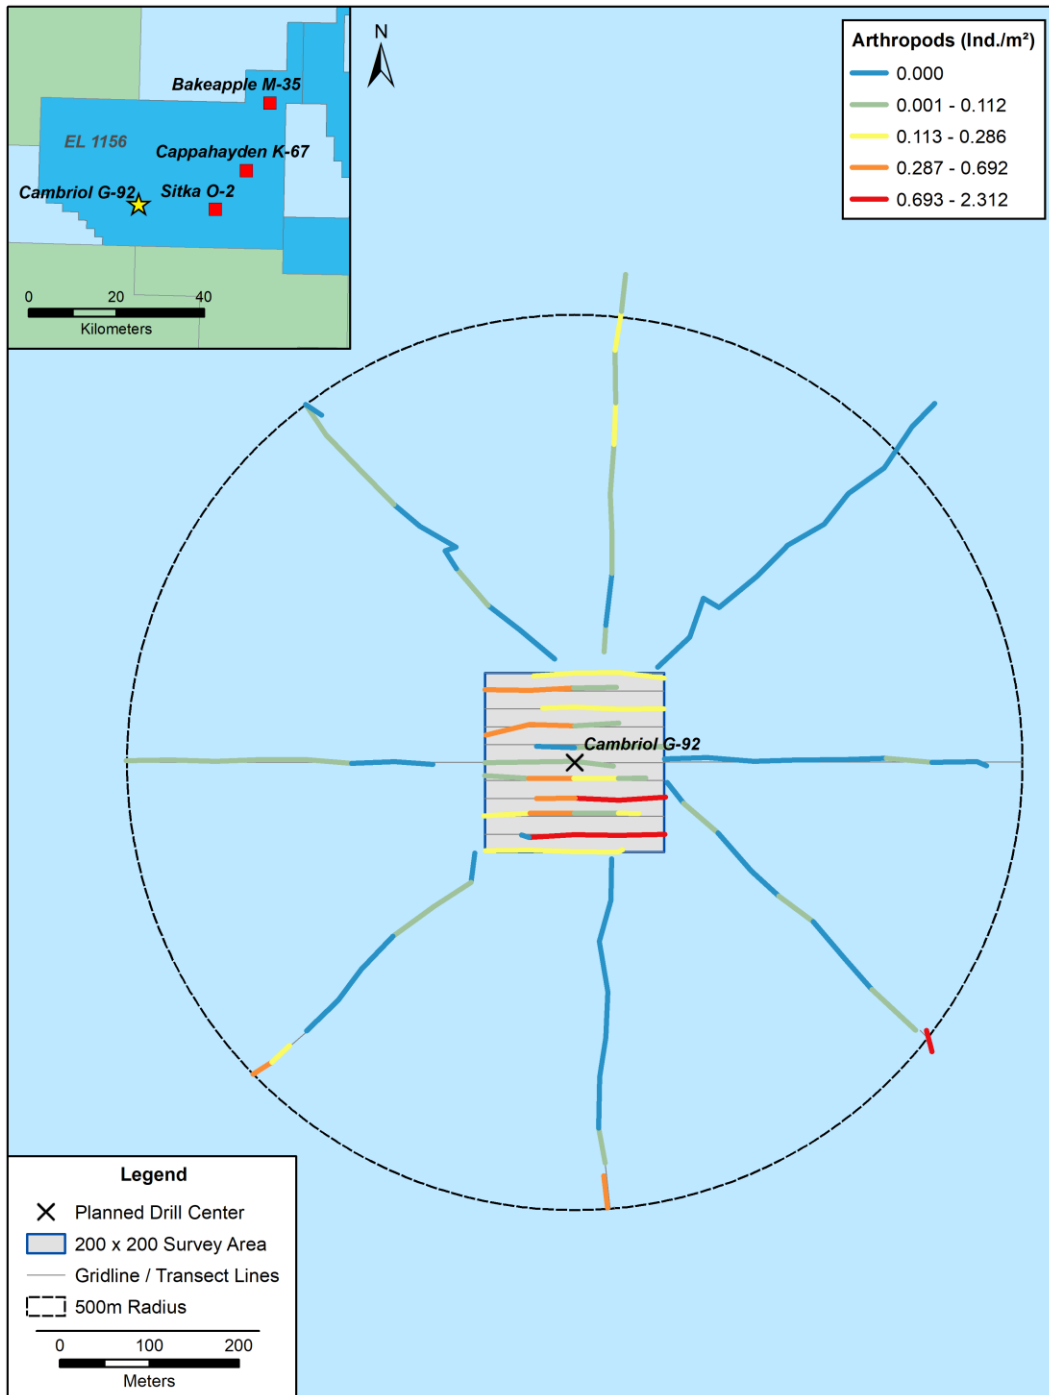 Bakeapple M-35
EL 1156
Cappahayden K-67
Cambriol G-92
Sitka O-2
0 20 40
Kilometers
N
Arthropods (Ind./m²)
0.000
0.001 - 0.112
0.113 - 0.286
0.287 - 0.692
0.693 - 2.312
Cambriol G-92
Legend
Planned Drill Center
200 x 200 Survey Area
Gridline / Transect Lines
500m Radius
0 100 200
Meters